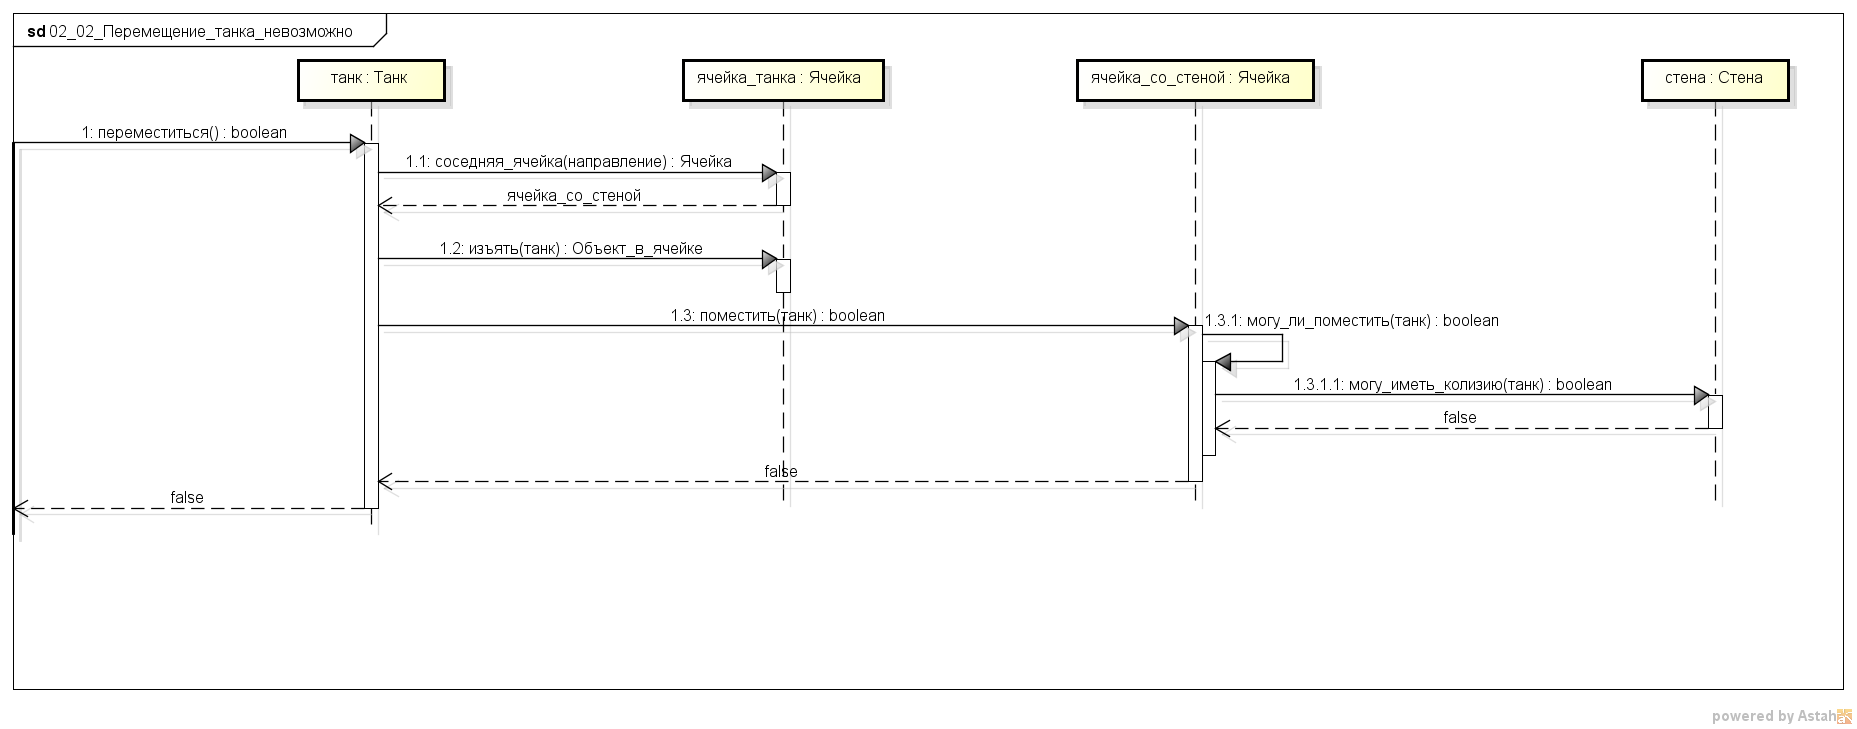 sd 02_02_Перемещение_танка_невозможно
танк : Танк
ячейка_танка : Ячейка
ячейка_со_стеной : Ячейка
стена : Стена
1: переместиться() : boolean
1.1: соседняя_ячейка(направление) : Ячейка
ячейка_со_стеной
1.2: изъять(танк) : Объект_в_ячейке
1.3: поместить(танк) : boolean
1.3.1: могу_ли_поместить(танк) : boolean
1.3.1.1: могу_иметь_колизию(танк) : boolean
false
false
false
powered by Astah